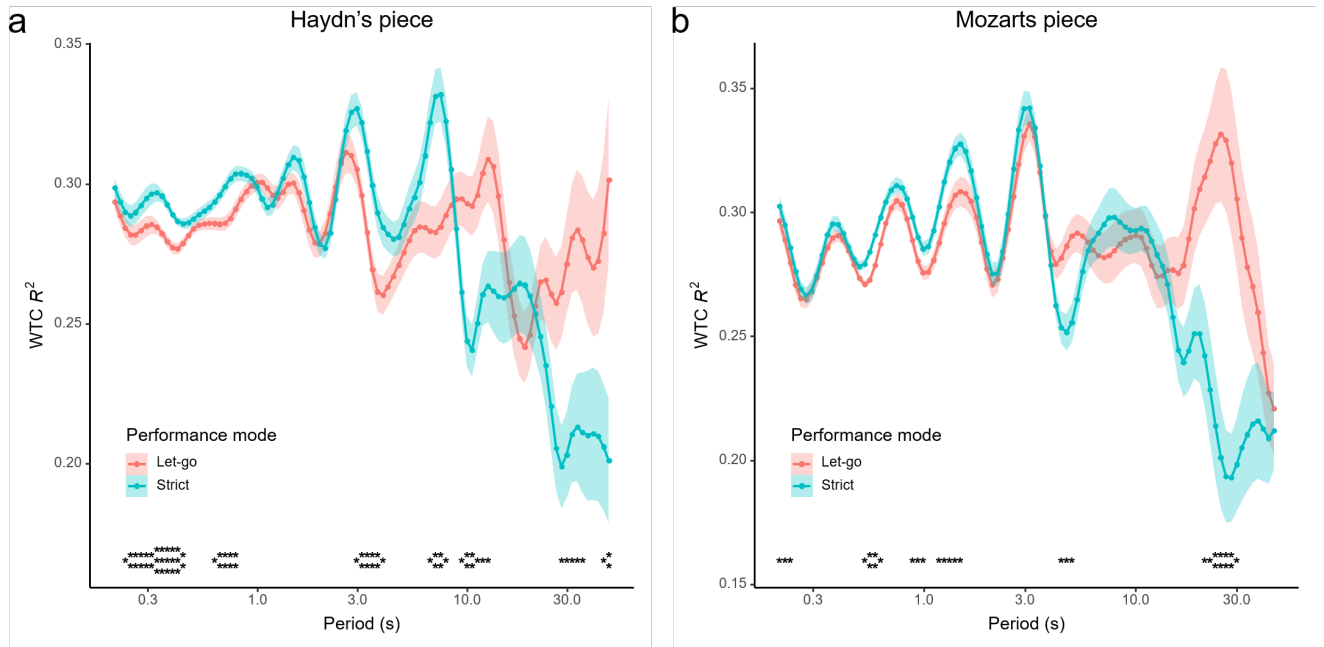 a
Haydn's piece
0.35
0.30
0.25
0.20
WTC R²
Performance mode
Let-go
Strict
0.3 1.0 3.0 10.0 30.0
Period (s)
b
Mozarts piece
0.35
0.30
0.25
0.20
0.15
WTC R²
Performance mode
Let-go
Strict
0.3 1.0 3.0 10.0 30.0
Period (s)